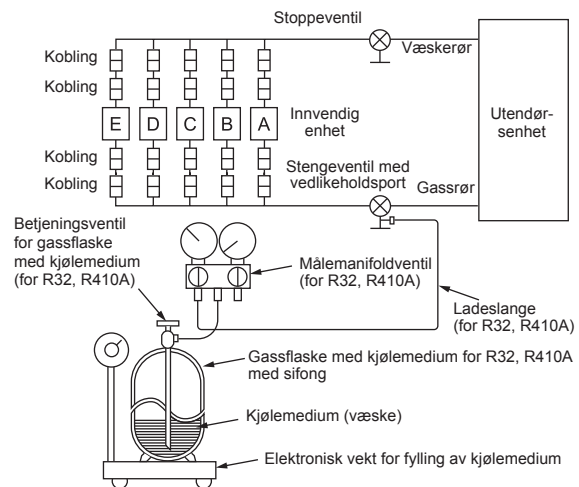 Stoppeventil
Væskerør
Kobling
Kobling
E D C B A
Innvendig
enhet
Utendør-
senhet
Kobling
Kobling
Stengeventil med
vedlikeholdsport
Gassrør
Betjeningsventil
for gassflaske
med kjølemedium
(for R32, R410A)
Målemanifoldventil
(for R32, R410A)
Ladeslange
(for R32, R410A)
Gassflaske med kjølemedium for R32, R410A
med sifong
Kjølemedium (væske)
Elektronisk vekt for fylling av kjølemedium